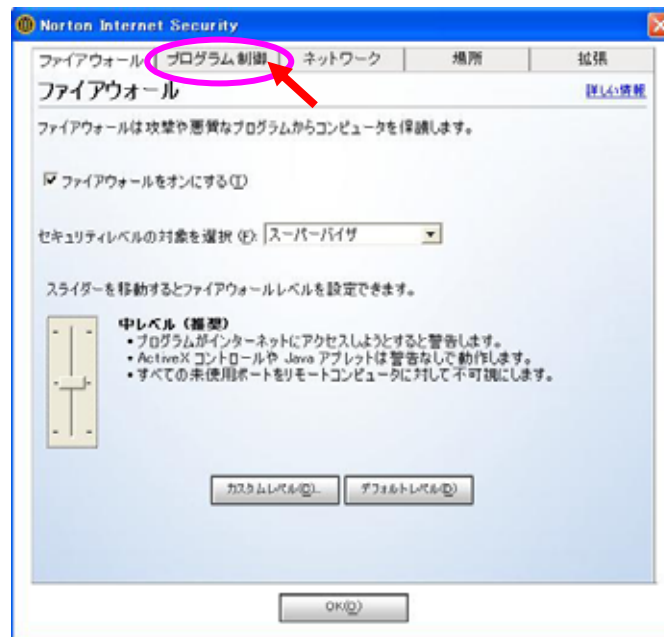 Norton Internet Security
ファイアウォール プログラム制御 ネットワーク 場所 拡張
ファイアウォール 詳しい情報
ファイアウォールは攻撃や悪質なプログラムからコンピュータを保護します。
ファイアウォールをオンにする(T)
セキュリティレベルの対象を選択(F): スーパーバイザ
スライダーを移動するとファイアウォールレベルを設定できます。
中レベル(推奨)
• プログラムがインターネットにアクセスしようとすると警告します。
• ActiveX コントロールや Java アプレットは警告なしで動作します。
• すべての未使用ポートをリモートコンピュータに対して不可視にします。
カスタムレベル(C)... デフォルトレベル(D)
OK(O)